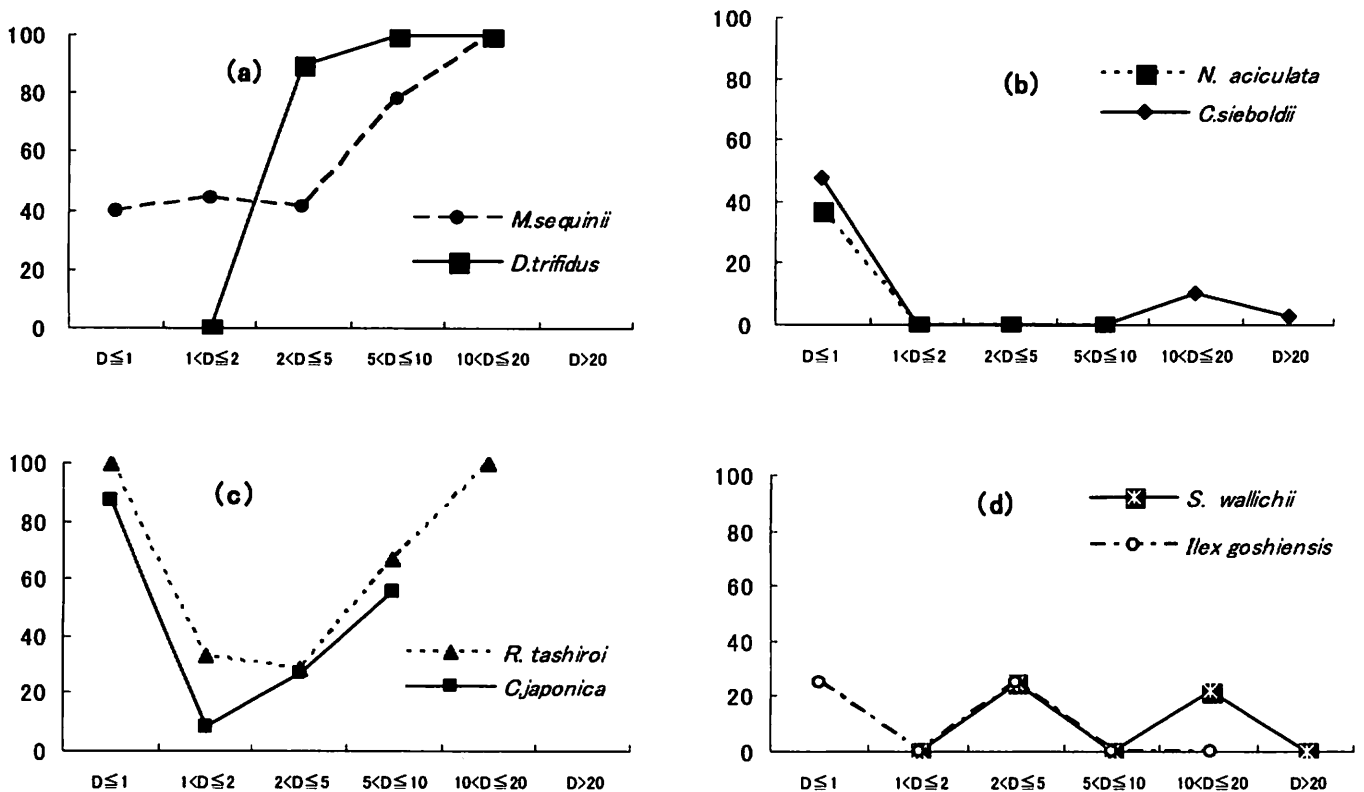 100
80
60
40
20
0
(a)
M.sequinii
D.trifidus
D≦1 1<D≦2 2<D≦5 5<D≦10 10<D≦20 D>20
100
80
60
40
20
0
(b)
N. aciculata
C.sieboldii
D≦1 1<D≦2 2<D≦5 5<D≦10 10<D≦20 D>20
100
80
60
40
20
0
(c)
R. tashiroi
C.japonica
D≦1 1<D≦2 2<D≦5 5<D≦10 10<D≦20 D>20
100
80
60
40
20
0
(d)
S. wallichii
Ilex goshiensis
D≦1 1<D≦2 2<D≦5 5<D≦10 10<D≦20 D>20